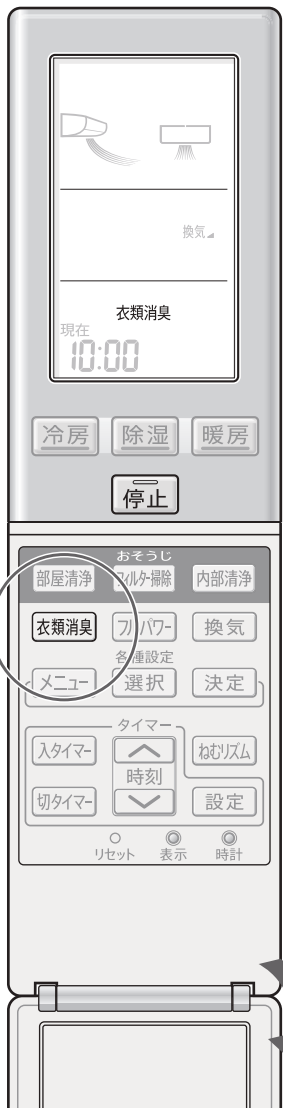 換気
衣類消臭
現在
10:00
冷房 除湿 暖房
停止
おそうじ
部屋清浄 フィルター掃除 内部清浄
衣類消臭 フルパワー 換気
各種設定
メニュー 選択 決定
タイマー
入タイマー ねむリズム
時刻
切タイマー 設定
リセット 表示 時計